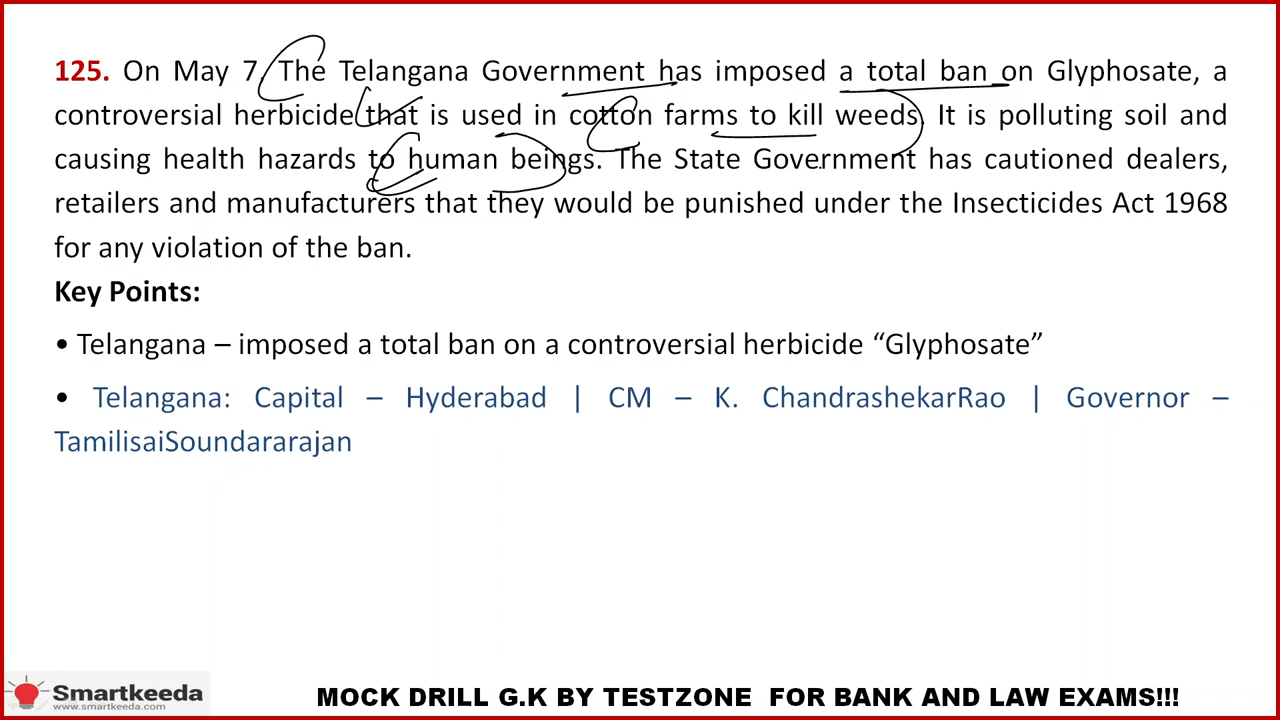 125. On May 7, The Telangana Government has imposed a total ban on Glyphosate, a
controversial herbicide that is used in cotton farms to kill weeds. It is polluting soil and
causing health hazards to human beings. The State Government has cautioned dealers,
retailers and manufacturers that they would be punished under the Insecticides Act 1968
for any violation of the ban.
Key Points:
• Telangana – imposed a total ban on a controversial herbicide “Glyphosate”
• Telangana: Capital – Hyderabad | CM – K. ChandrashekarRao | Governor –
TamilisaiSoundararajan
Smartkeeda
www.smartkeeda.com
MOCK DRILL G.K BY TESTZONE FOR BANK AND LAW EXAMS!!!